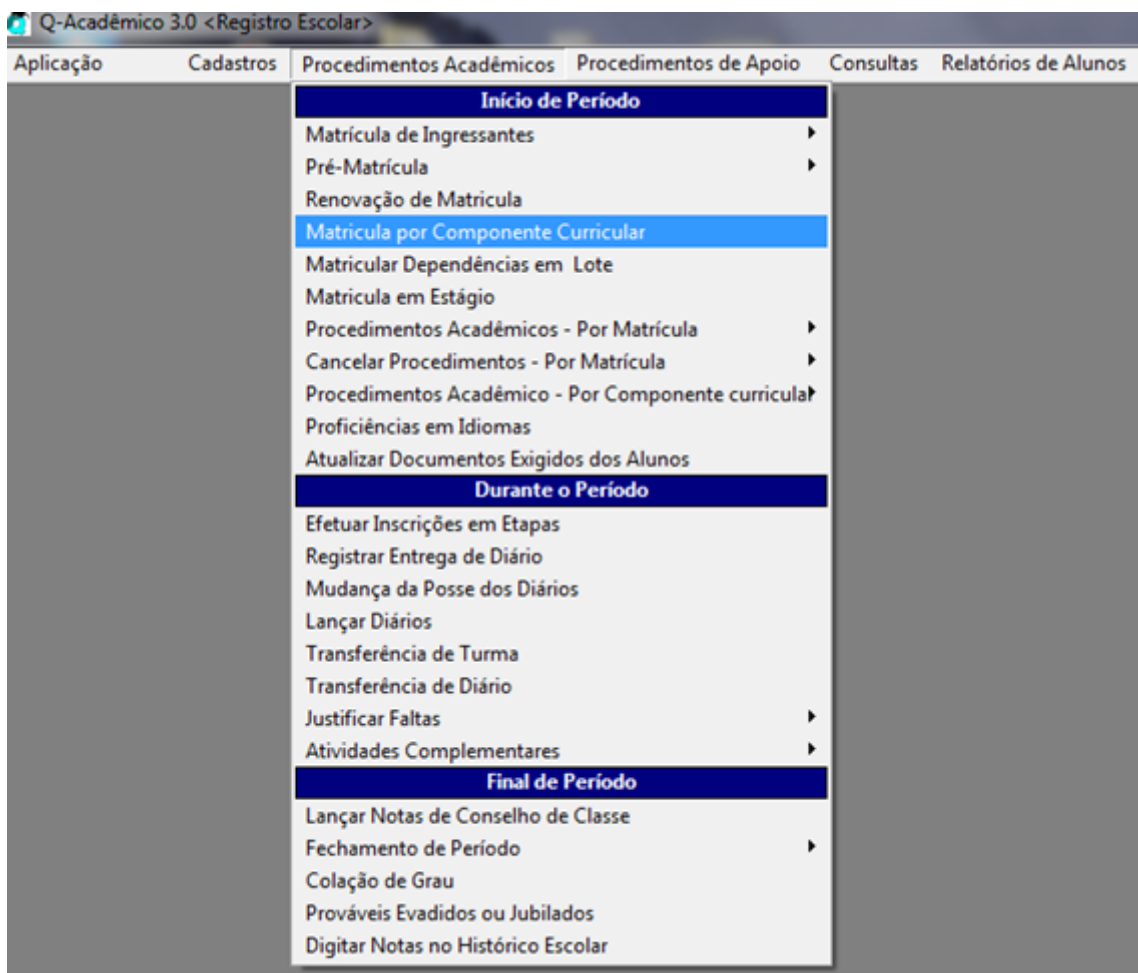 Q-Acadêmico 3.0 <Registro Escolar>
Aplicação Cadastros Procedimentos Acadêmicos Procedimentos de Apoio Consultas Relatórios de Alunos
Início de Período
Matrícula de Ingressantes
Pré-Matrícula
Renovação de Matricula
Matricula por Componente Curricular
Matricular Dependências em Lote
Matricula em Estágio
Procedimentos Acadêmicos - Por Matrícula
Cancelar Procedimentos - Por Matrícula
Procedimentos Acadêmico - Por Componente curricular
Proficiências em Idiomas
Atualizar Documentos Exigidos dos Alunos
Durante o Período
Efetuar Inscrições em Etapas
Registrar Entrega de Diário
Mudança da Posse dos Diários
Lançar Diários
Transferência de Turma
Transferência de Diário
Justificar Faltas
Atividades Complementares
Final de Período
Lançar Notas de Conselho de Classe
Fechamento de Período
Colação de Grau
Prováveis Evadidos ou Jubilados
Digitar Notas no Histórico Escolar